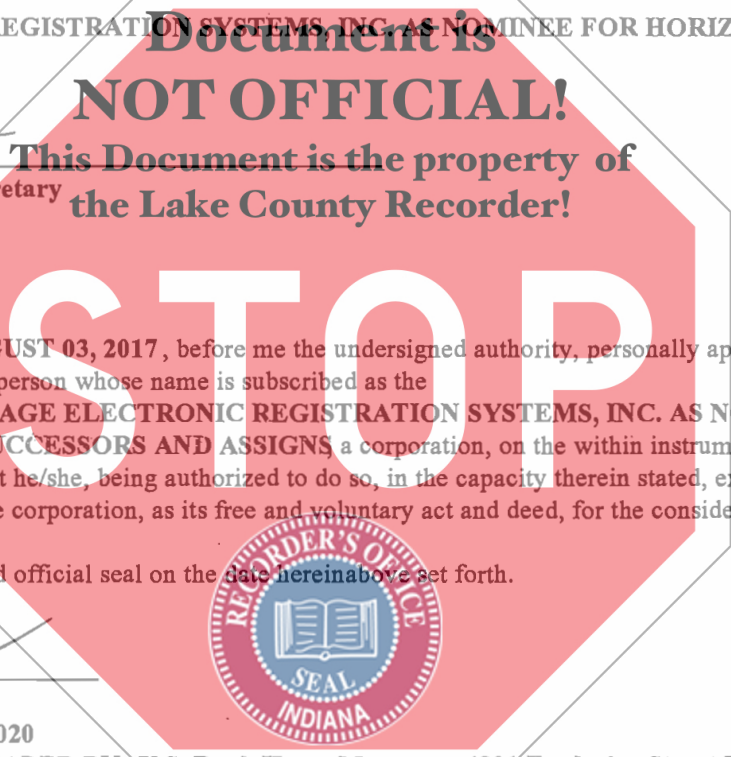 EGISTRATION SYSTEMS, INC. AS NOMINEE FOR HORIZ
Document is
NOT OFFICIAL!
This Document is the property of
etary
the Lake County Recorder!
STOP
UST 03, 2017, before me the undersigned authority, personally ap
person whose name is subscribed as the
AGE ELECTRONIC REGISTRATION SYSTEMS, INC. AS N
UCCESSORS AND ASSIGNS a corporation, on the within instrum
t he/she, being authorized to do so, in the capacity therein stated, ex
e corporation, as its free and voluntary act and deed, for the conside
d official seal on the date hereinabove set forth.
RECORDER'S OFFICE
SEAL
INDIANA
020